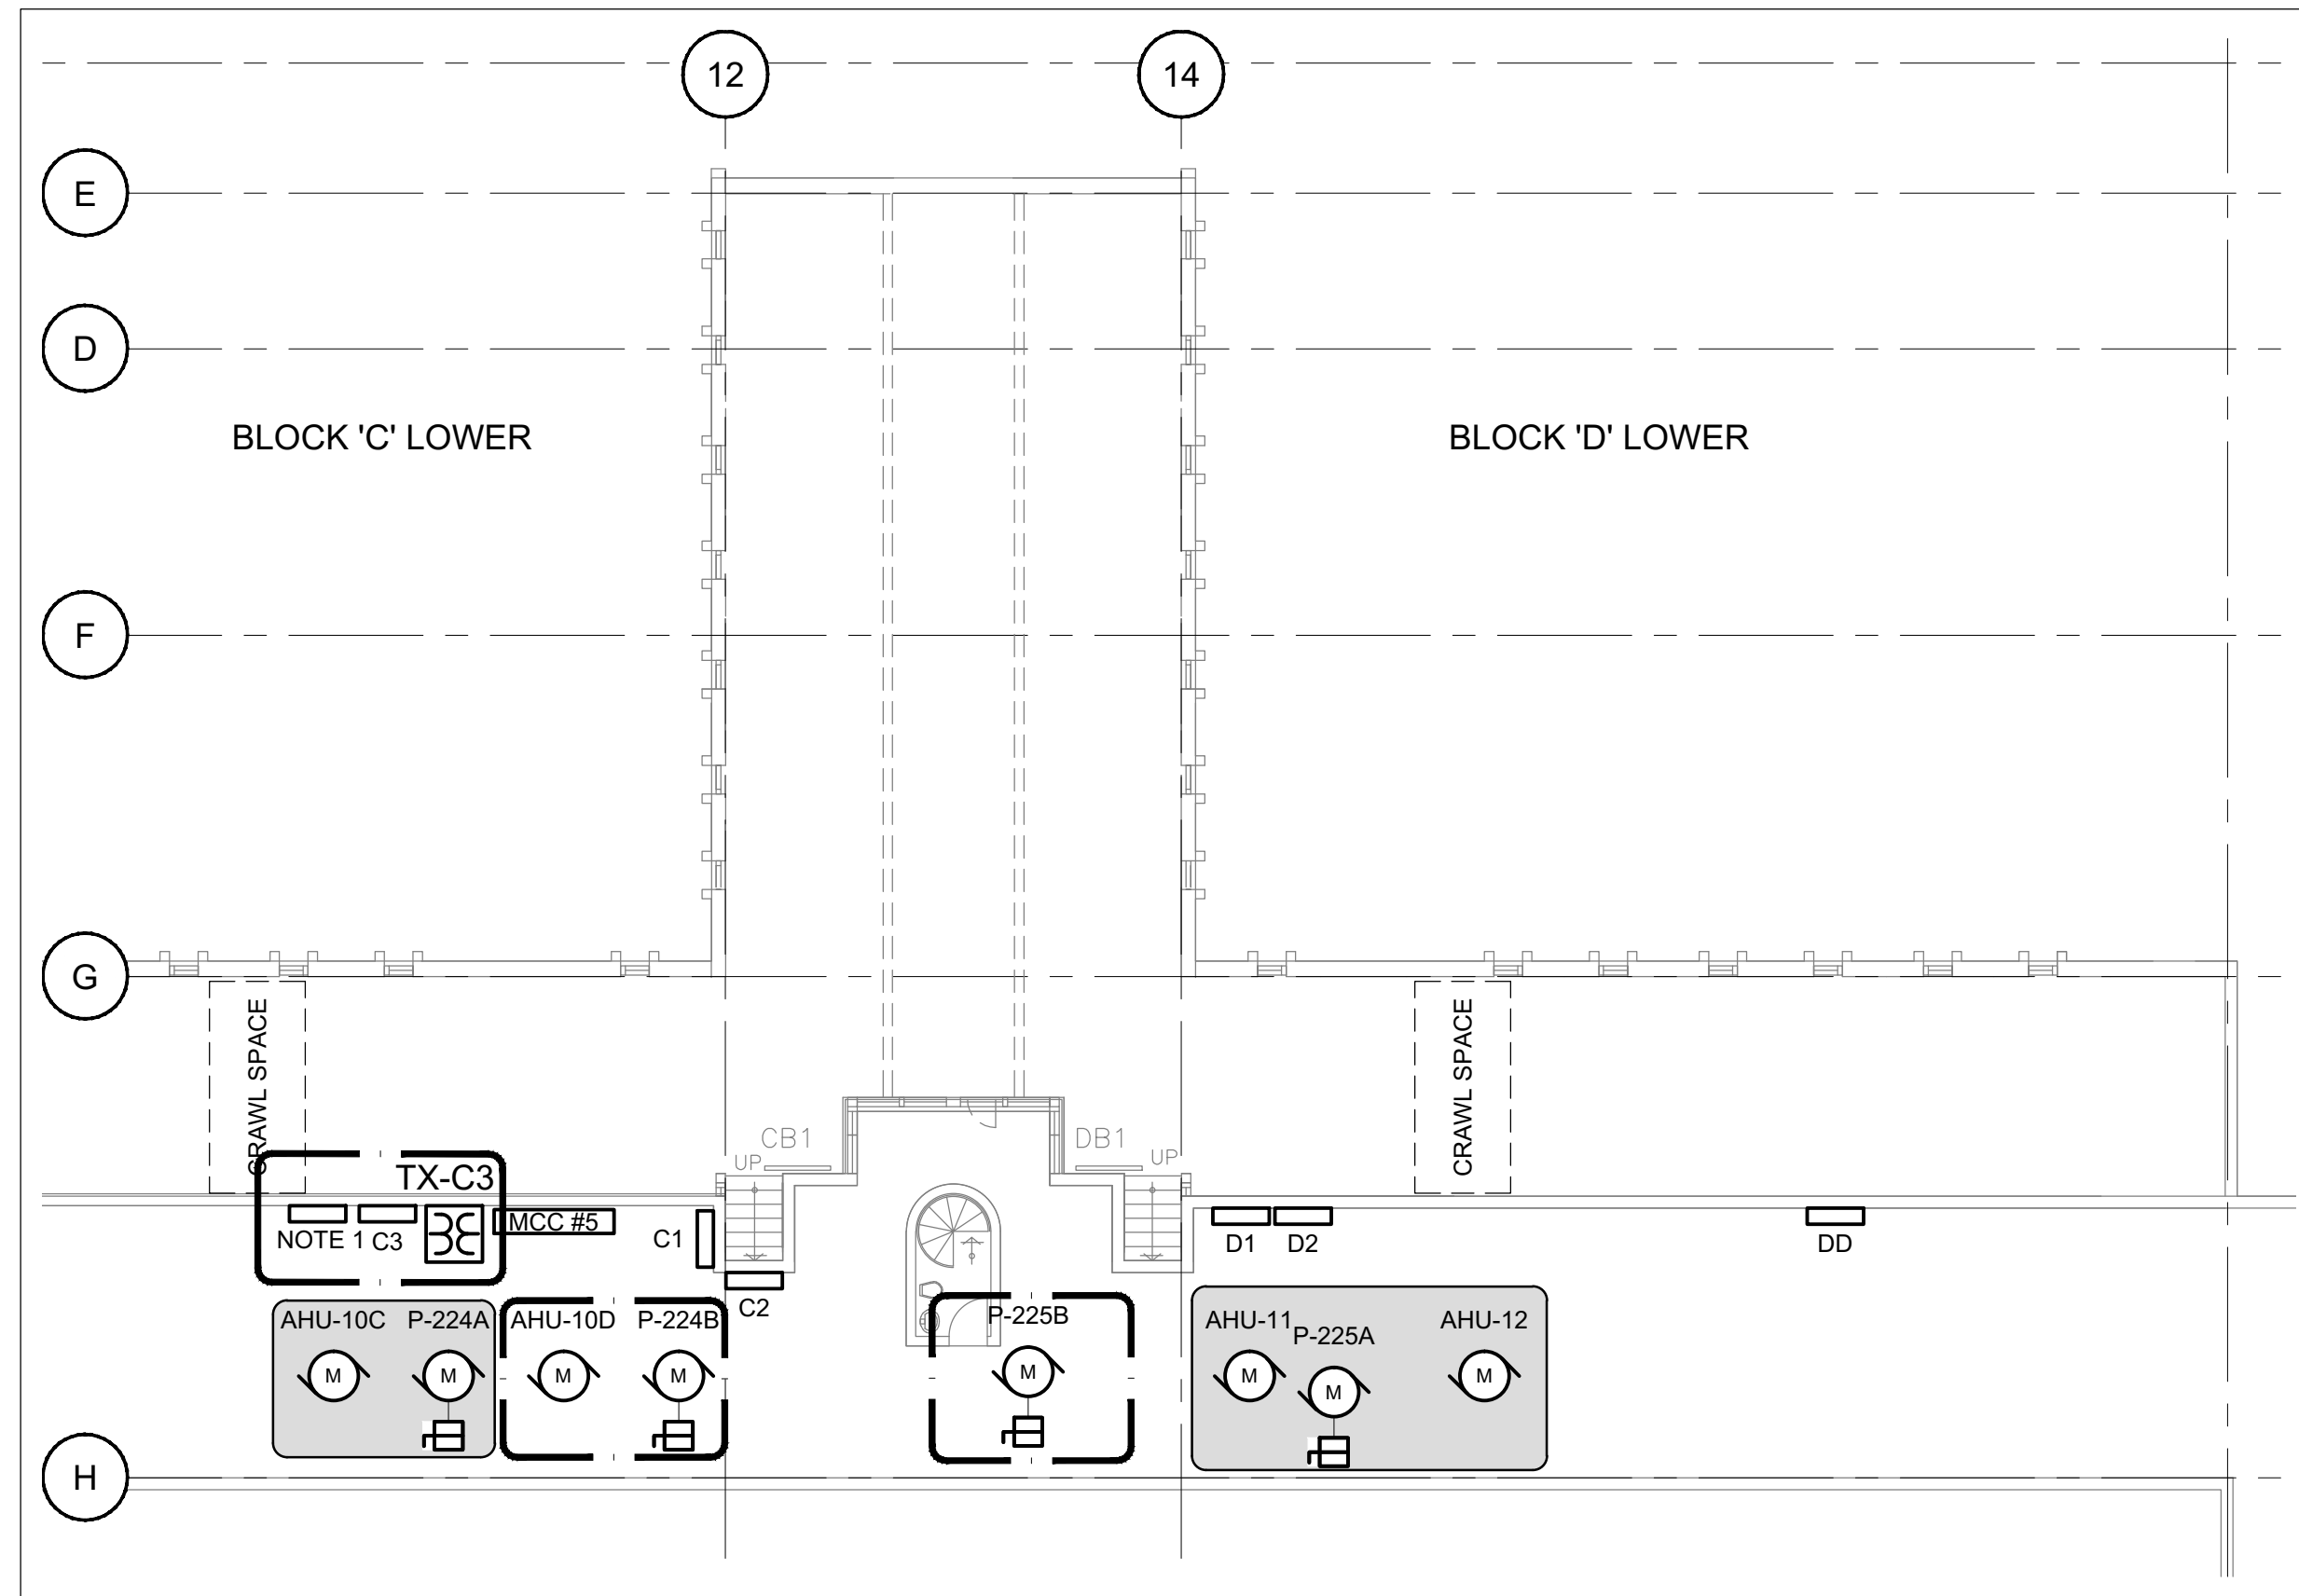 12
14
E
D
BLOCK 'C' LOWER
BLOCK 'D' LOWER
F
G
CRAWL SPACE
CRAWL SPACE
CB1
DB1
UP
UP
TX-C3
MCC #5
NOTE 1
C3
C1
D1
D2
DD
C2
AHU-10C
P-224A
AHU-10D
P-224B
P-225B
AHU-11
P-225A
AHU-12
M
M
M
M
M
M
M
M
H